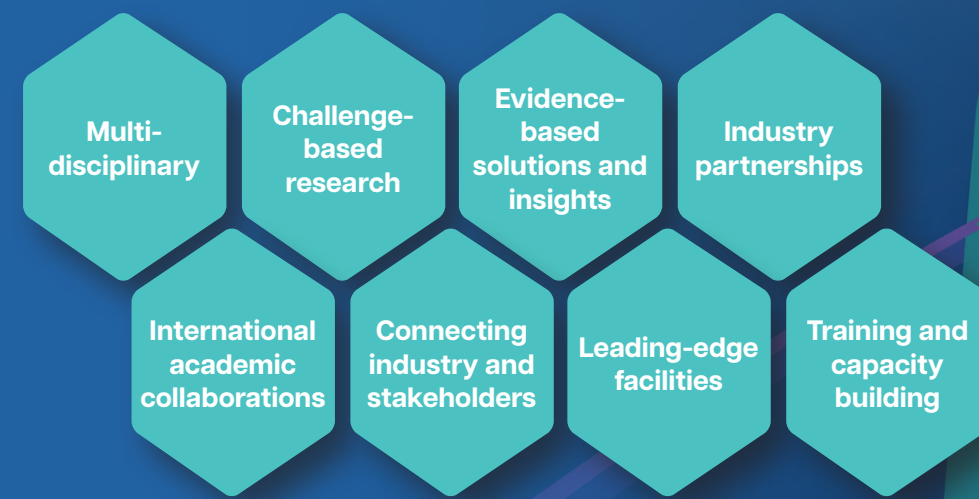 Multi-
disciplinary
Challenge-
based
research
Evidence-
based
solutions and
insights
Industry
partnerships
International
academic
collaborations
Connecting
industry and
stakeholders
Leading-edge
facilities
Training and
capacity
building